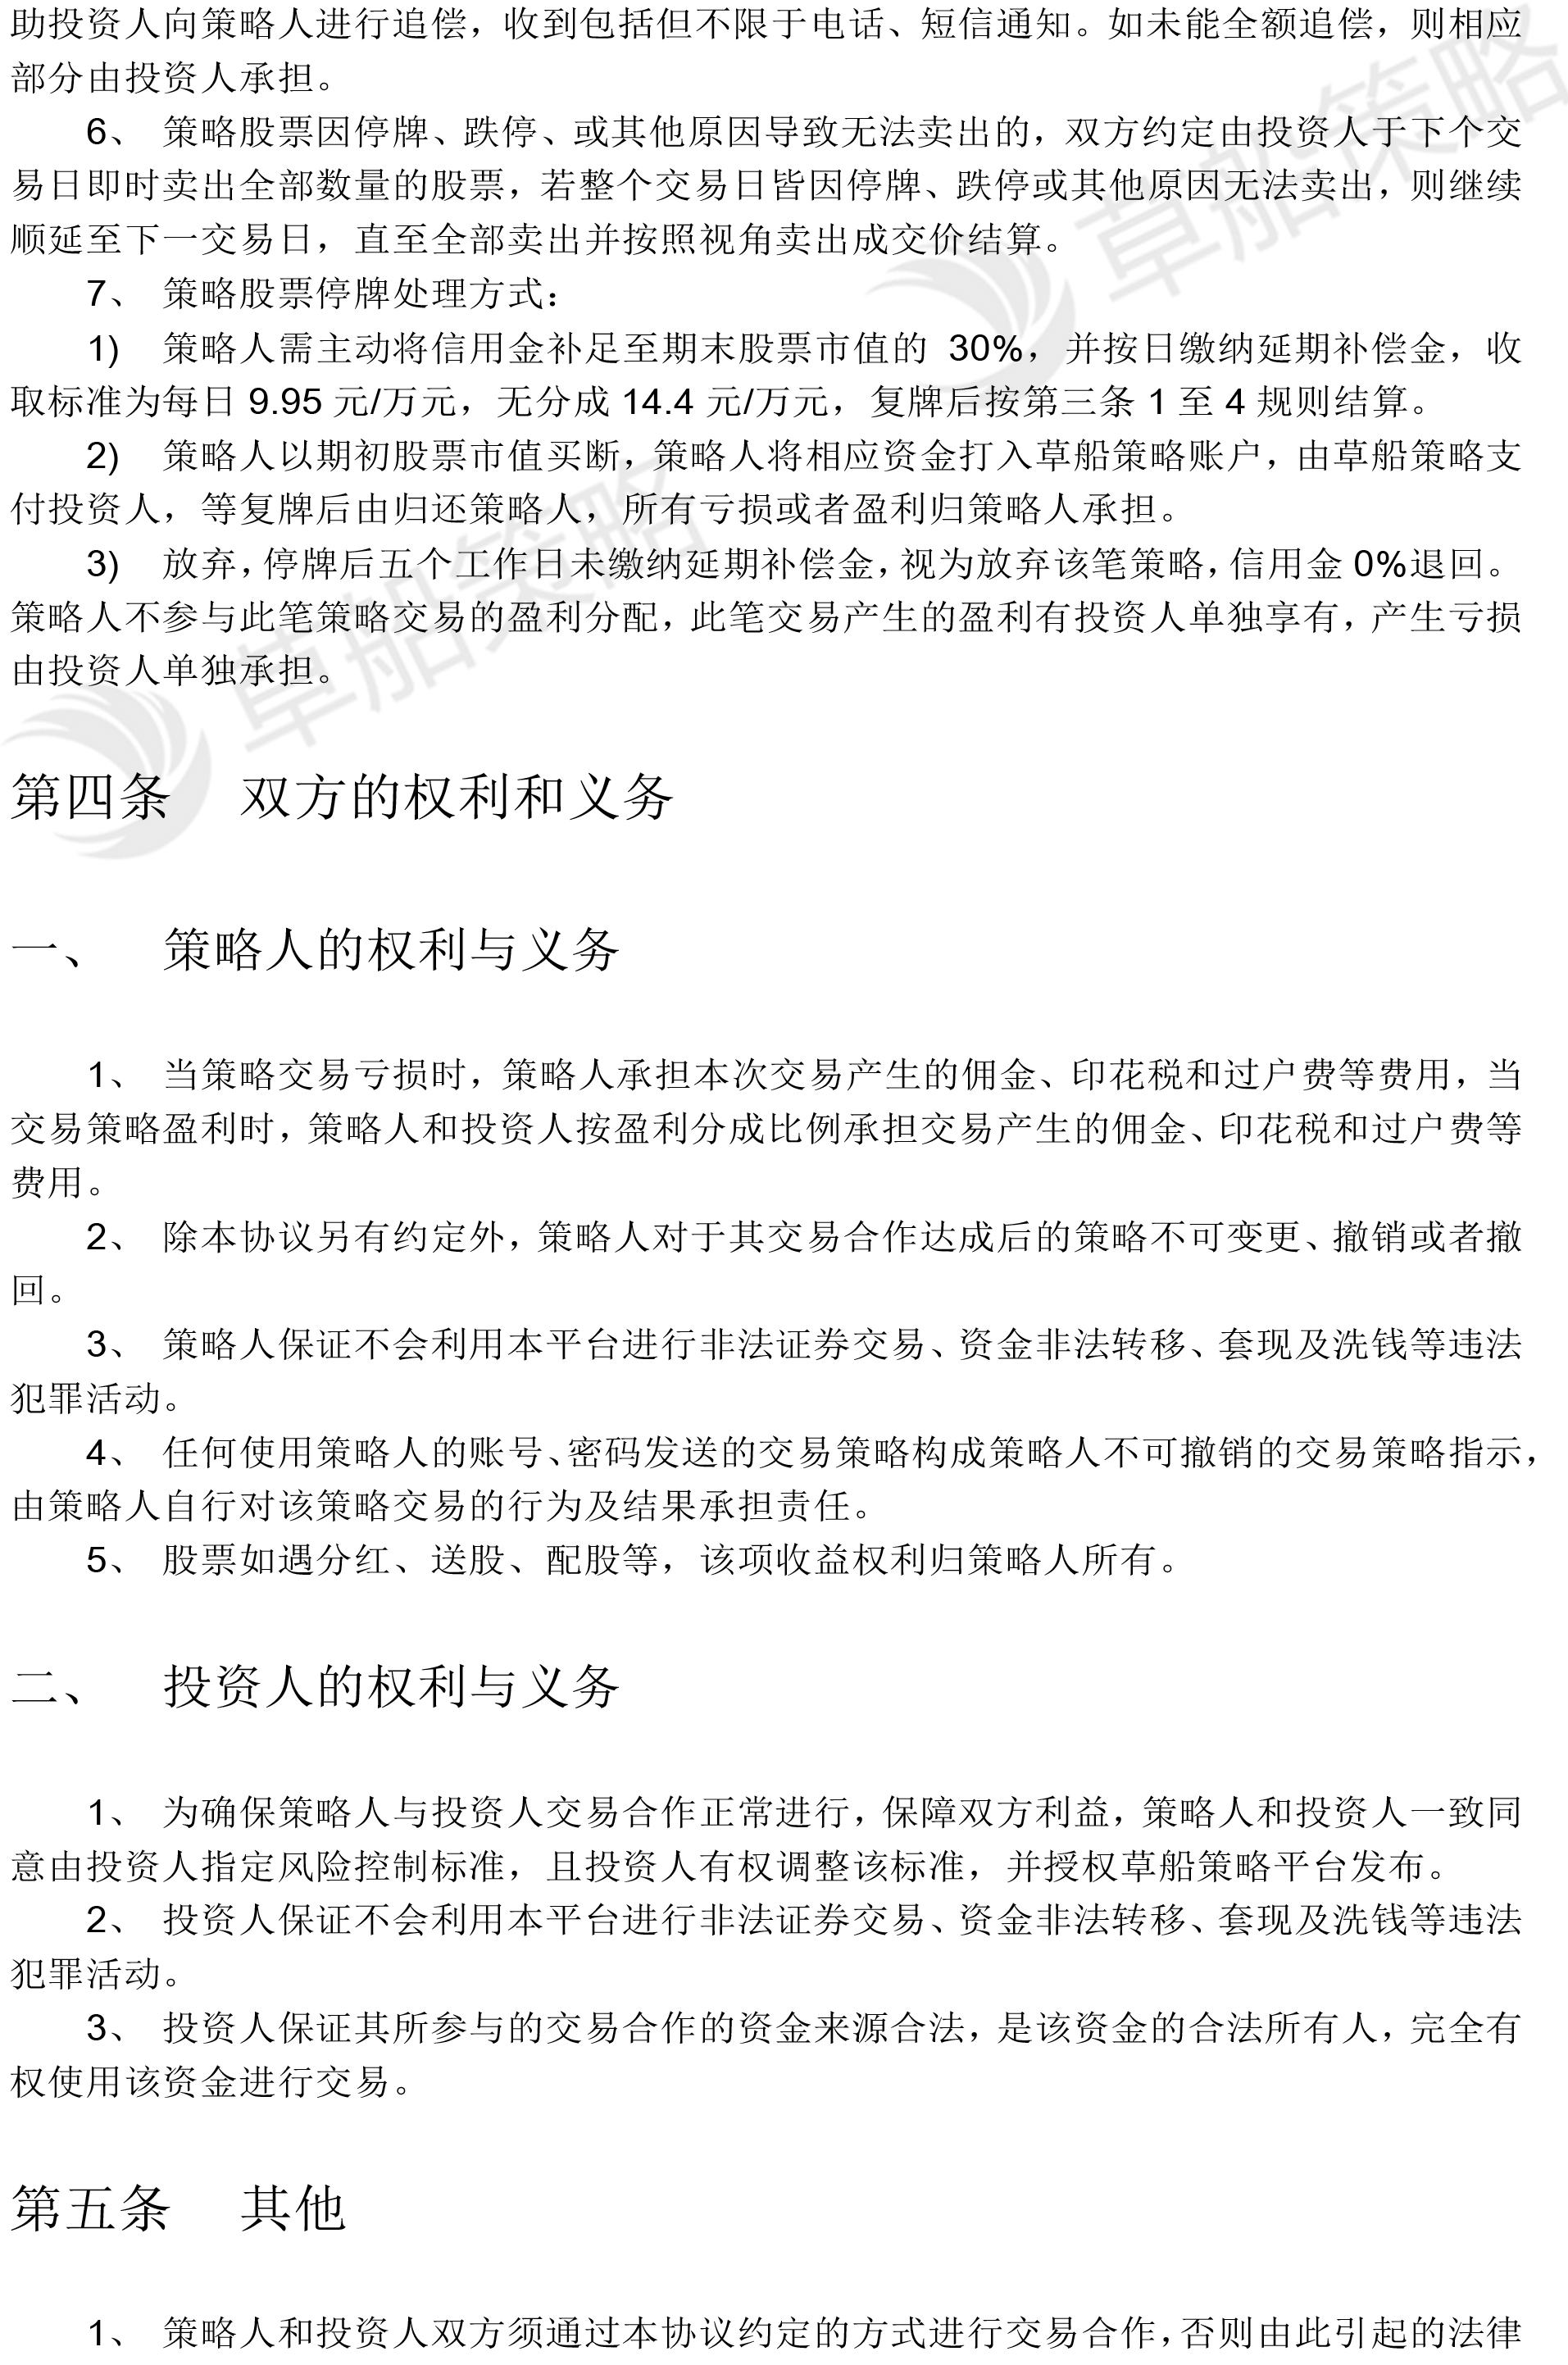 助投资人向策略人进行追偿，收到包括但不限于电话、短信通知。如未能全额追偿，则相应
部分由投资人承担。
6、 策略股票因停牌、跌停、或其他原因导致无法卖出的，双方约定由投资人于下个交
易日即时卖出全部数量的股票，若整个交易日皆因停牌、跌停或其他原因无法卖出，则继续
顺延至下一交易日，直至全部卖出并按照视角卖出成交价结算。
7、 策略股票停牌处理方式：
1) 策略人需主动将信用金补足至期末股票市值的 30%，并按日缴纳延期补偿金，收
取标准为每日 9.95 元/万元，无分成 14.4 元/万元，复牌后按第三条 1 至 4 规则结算。
2) 策略人以期初股票市值买断，策略人将相应资金打入草船策略账户，由草船策略支
付投资人，等复牌后由归还策略人，所有亏损或者盈利归策略人承担。
3) 放弃，停牌后五个工作日未缴纳延期补偿金，视为放弃该笔策略，信用金 0%退回。
策略人不参与此笔策略交易的盈利分配，此笔交易产生的盈利有投资人单独享有，产生亏损
由投资人单独承担。
第四条 双方的权利和义务
一、 策略人的权利与义务
1、 当策略交易亏损时，策略人承担本次交易产生的佣金、印花税和过户费等费用，当
交易策略盈利时，策略人和投资人按盈利分成比例承担交易产生的佣金、印花税和过户费等
费用。
2、 除本协议另有约定外，策略人对于其交易合作达成后的策略不可变更、撤销或者撤
回。
3、 策略人保证不会利用本平台进行非法证券交易、资金非法转移、套现及洗钱等违法
犯罪活动。
4、 任何使用策略人的账号、密码发送的交易策略构成策略人不可撤销的交易策略指示，
由策略人自行对该策略交易的行为及结果承担责任。
5、 股票如遇分红、送股、配股等，该项收益权利归策略人所有。
二、 投资人的权利与义务
1、 为确保策略人与投资人交易合作正常进行，保障双方利益，策略人和投资人一致同
意由投资人指定风险控制标准，且投资人有权调整该标准，并授权草船策略平台发布。
2、 投资人保证不会利用本平台进行非法证券交易、资金非法转移、套现及洗钱等违法
犯罪活动。
3、 投资人保证其所参与的交易合作的资金来源合法，是该资金的合法所有人，完全有
权使用该资金进行交易。
第五条 其他
1、 策略人和投资人双方须通过本协议约定的方式进行交易合作，否则由此引起的法律
草船策略
草船策略